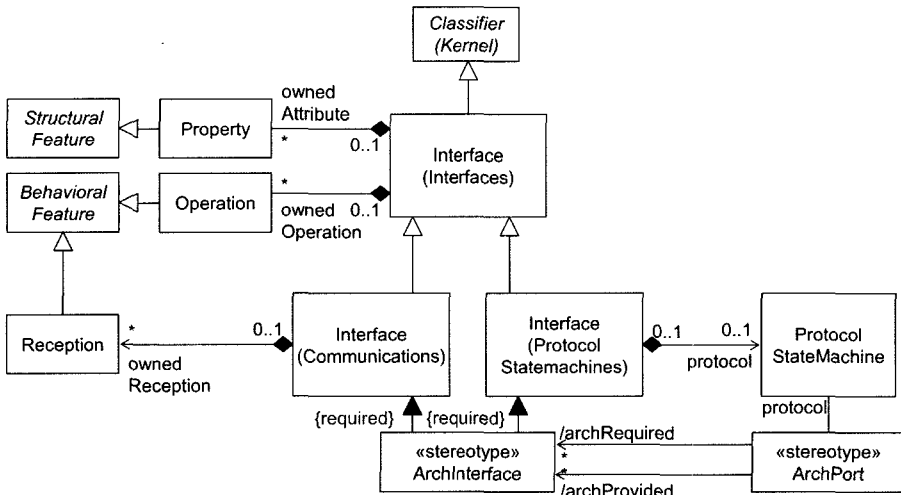 Classifier
(Kernel)
owned
Attribute
Structural
Feature
Property
*
0..1
Interface
(Interfaces)
Behavioral
Feature
Operation
*
owned
Operation
0..1
Reception
*
owned
Reception
0..1
Interface
(Communications)
Interface
(Protocol
Statemachines)
0..1
0..1
protocol
Protocol
StateMachine
{required}
{required}
protocol
«stereotype»
ArchInterface
/archRequired
*
*
/archProvided
«stereotype»
ArchPort